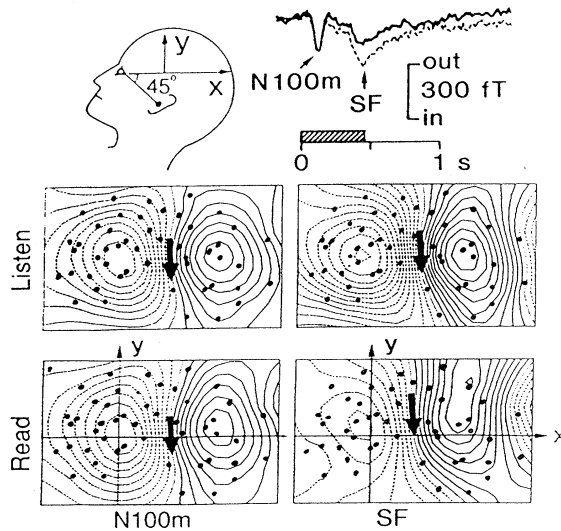 y
x
45°
N100m
SF
out
300 fT
in
0 1 s
Listen
Read
y
y
x
N100m
SF